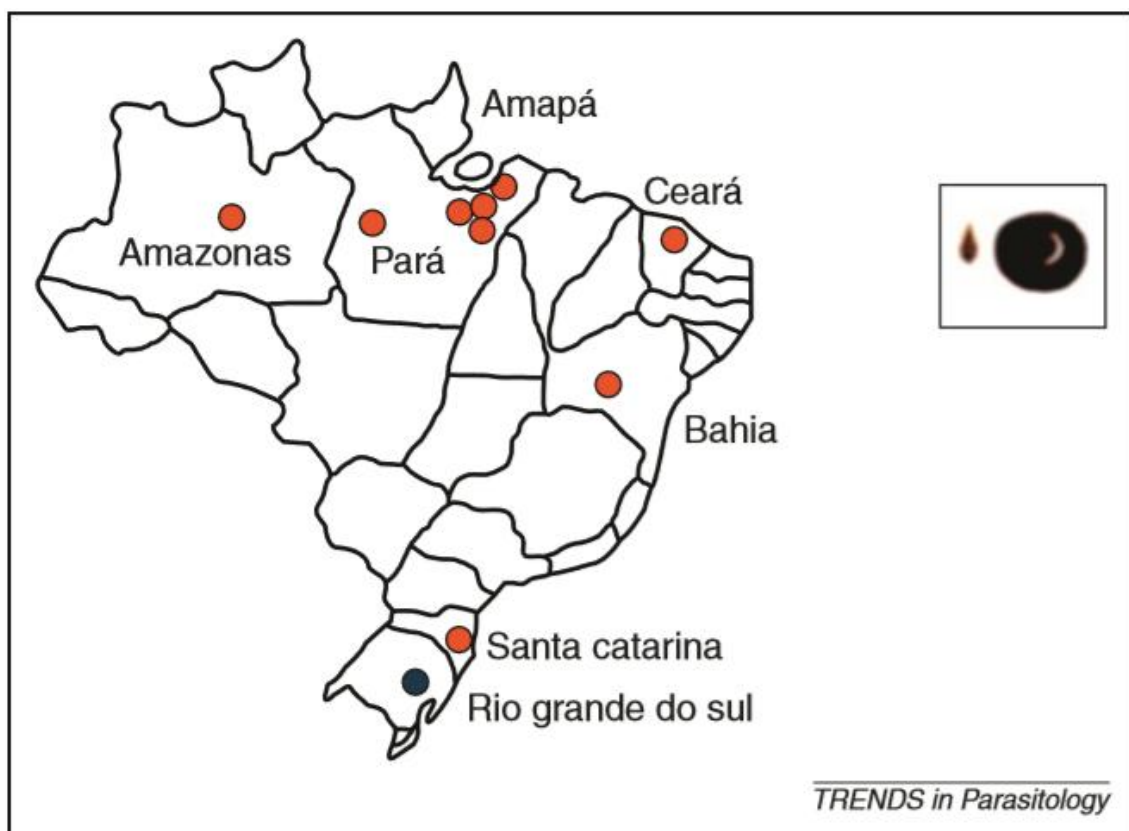 Amapá
Ceará
Amazonas
Pará
Bahia
Santa catarina
Rio grande do sul
TRENDS in Parasitology